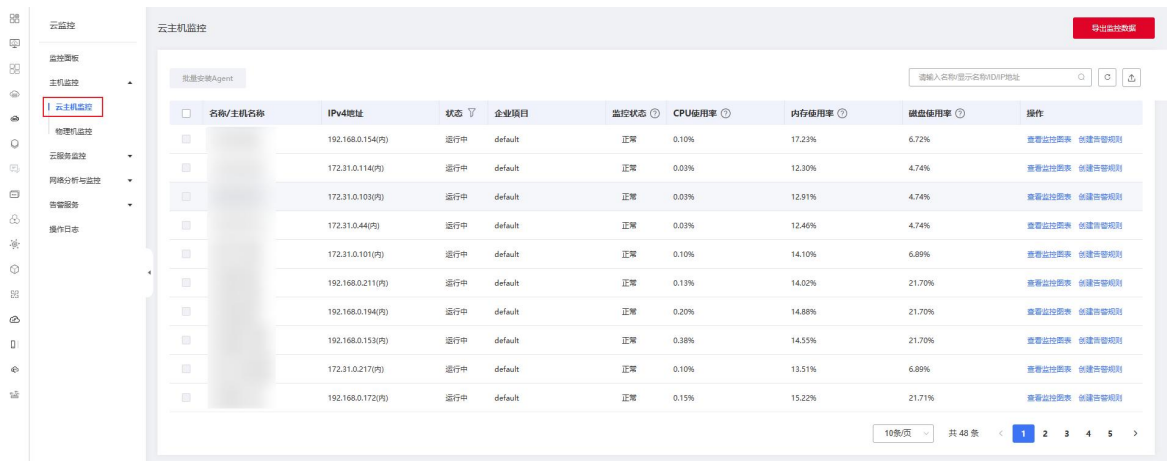 云监控
监控面板
主机监控
云主机监控
物理机监控
云服务监控
网络分析与监控
告警服务
操作日志
云主机监控
导出监控数据
批量安装Agent
请输入名称/显示名称/ID/IP地址
名称/主机名称 IPv4地址 状态 企业项目 监控状态 CPU使用率 内存使用率 磁盘使用率 操作
192.168.0.154(内) 运行中 default 正常 0.10% 17.23% 6.72% 查看监控图表 创建告警规则
172.31.0.114(内) 运行中 default 正常 0.03% 12.30% 4.74% 查看监控图表 创建告警规则
172.31.0.103(内) 运行中 default 正常 0.03% 12.91% 4.74% 查看监控图表 创建告警规则
172.31.0.44(内) 运行中 default 正常 0.03% 12.46% 4.74% 查看监控图表 创建告警规则
172.31.0.101(内) 运行中 default 正常 0.10% 14.10% 6.89% 查看监控图表 创建告警规则
192.168.0.211(内) 运行中 default 正常 0.13% 14.02% 21.70% 查看监控图表 创建告警规则
192.168.0.194(内) 运行中 default 正常 0.20% 14.88% 21.70% 查看监控图表 创建告警规则
192.168.0.153(内) 运行中 default 正常 0.38% 14.55% 21.70% 查看监控图表 创建告警规则
172.31.0.217(内) 运行中 default 正常 0.10% 13.51% 6.89% 查看监控图表 创建告警规则
192.168.0.172(内) 运行中 default 正常 0.15% 15.22% 21.71% 查看监控图表 创建告警规则
10条/页 共 48 条 1 2 3 4 5